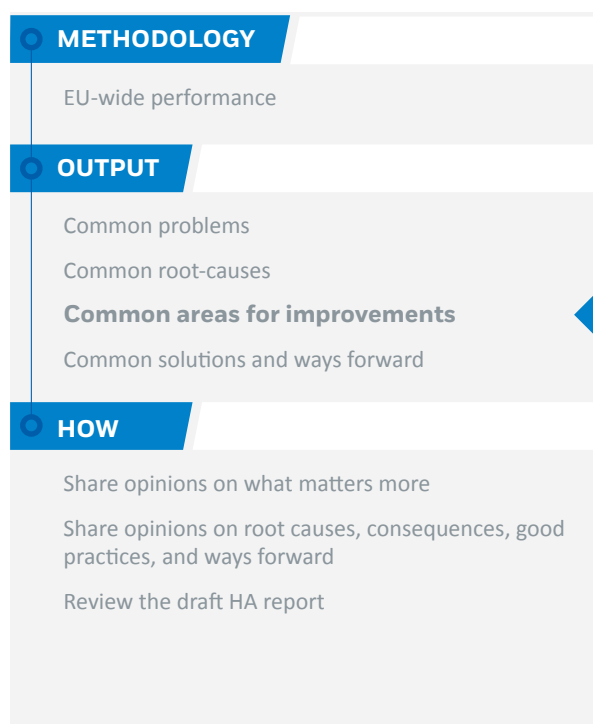 METHODOLOGY
EU-wide performance
OUTPUT
Common problems
Common root-causes
Common areas for improvements
Common solutions and ways forward
HOW
Share opinions on what matters more
Share opinions on root causes, consequences, good
practices, and ways forward
Review the draft HA report